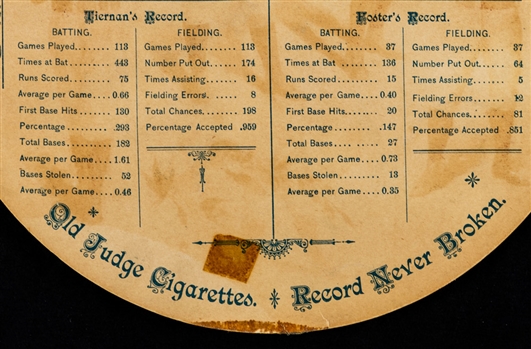 Tiernan's Record.
BATTING.
Games Played........ 113
Times at Bat ........ 443
Runs Scored ........ 75
Average per Game....0.66
First Base Hits ...... 130
Percentage ......... .293
Total Bases ........ 182
Average per Game....1.61
Bases Stolen ........ 52
Average per Game....0.46
FIELDING.
Games Played........ 113
Number Put Out...... 174
Times Assisting ...... 16
Fielding Errors ...... 8
Total Chances........ 198
Percentage Accepted .959
Foster's Record.
BATTING.
Games Played........ 37
Times at Bat ........ 136
Runs Scored ........ 15
Average per Game....0.40
First Base Hits ...... 20
Percentage......... .147
Total Bases ........ 27
Average per Game....0.73
Bases Stolen ........ 13
Average per Game....0.35
FIELDING.
Games Played........ 37
Number Put Out...... 64
Times Assisting ...... 5
Fielding Errors ...... 12
Total Chances........ 81
Percentage Accepted .851
Old Judge Cigarettes. Record Never Broken.